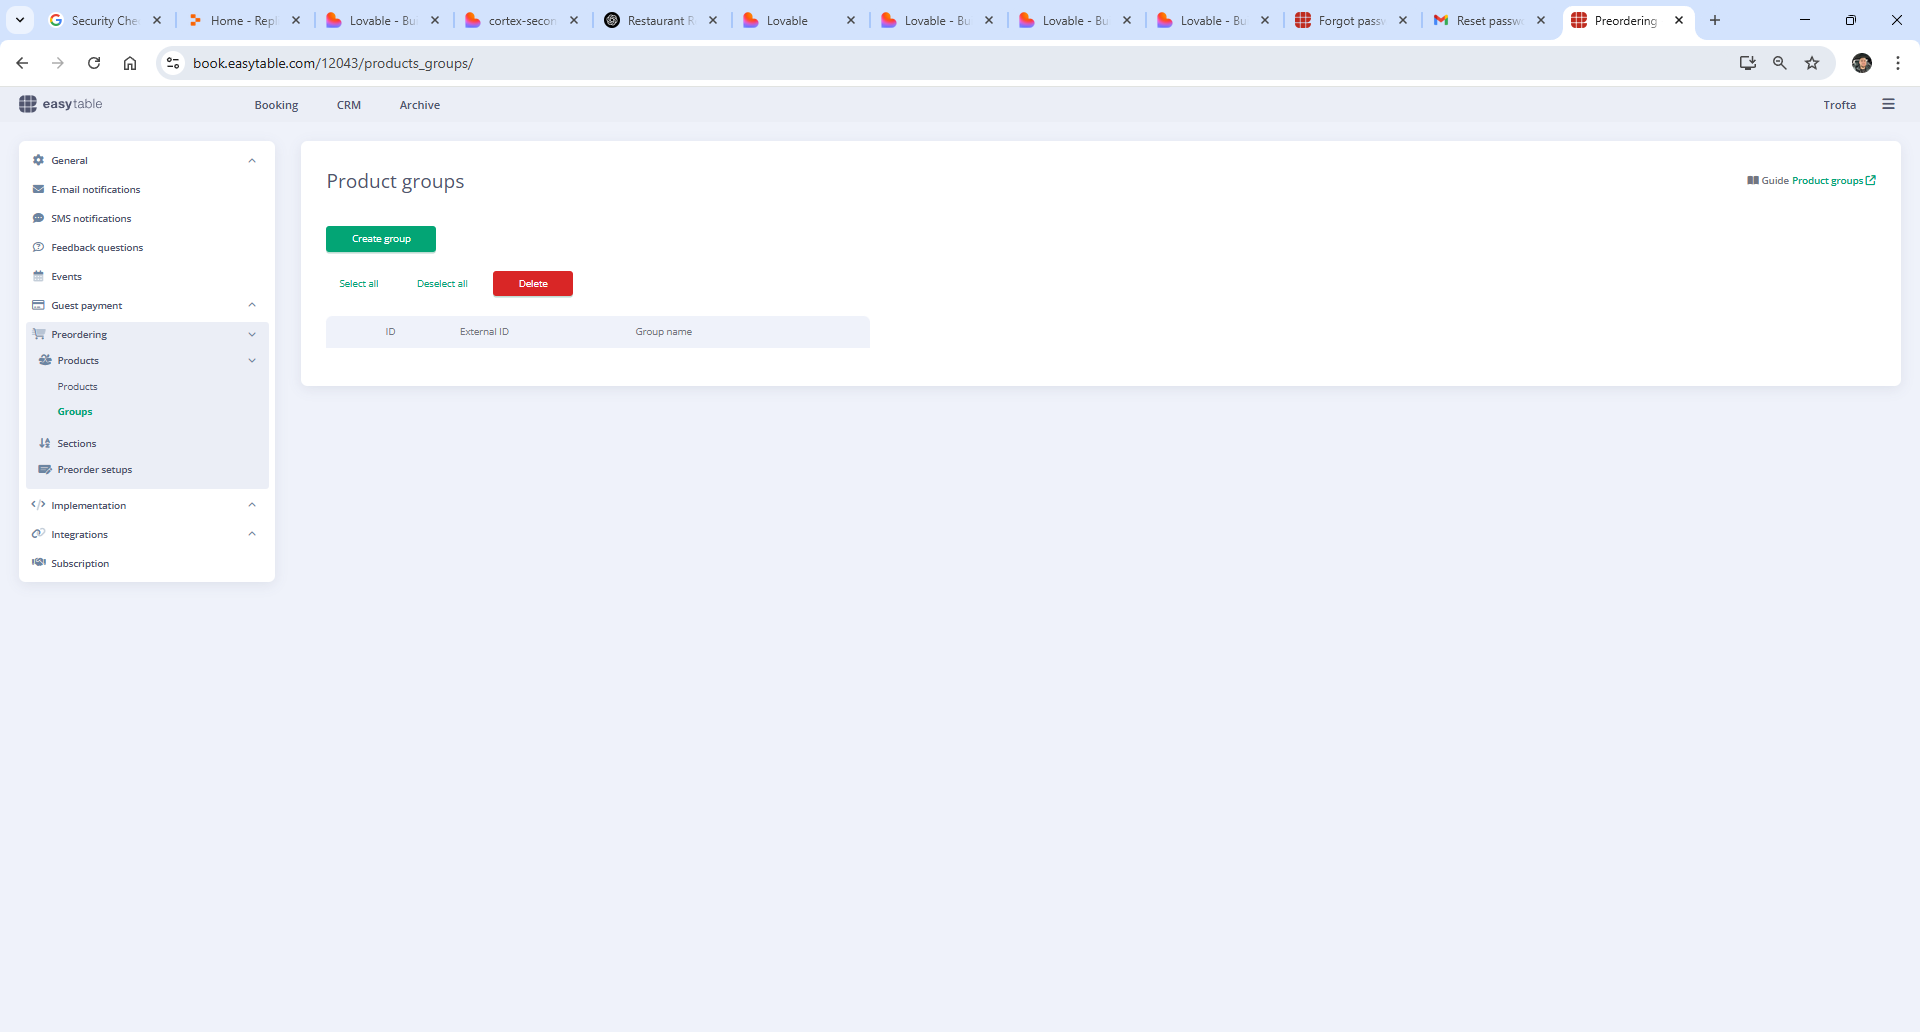 Security Che
Home - Repl
Lovable - Bu
cortex-secon
Restaurant R
Lovable
Lovable - Bu
Lovable - Bu
Lovable - Bu
Forgot passw
Reset passw
Preordering
book.easytable.com/12043/products_groups/
easytable
Booking
CRM
Archive
Trofta
General
E-mail notifications
SMS notifications
Feedback questions
Events
Guest payment
Preordering
Products
Products
Groups
Sections
Preorder setups
Implementation
Integrations
Subscription
Product groups
Guide Product groups
Create group
Select all
Deselect all
Delete
ID
External ID
Group name